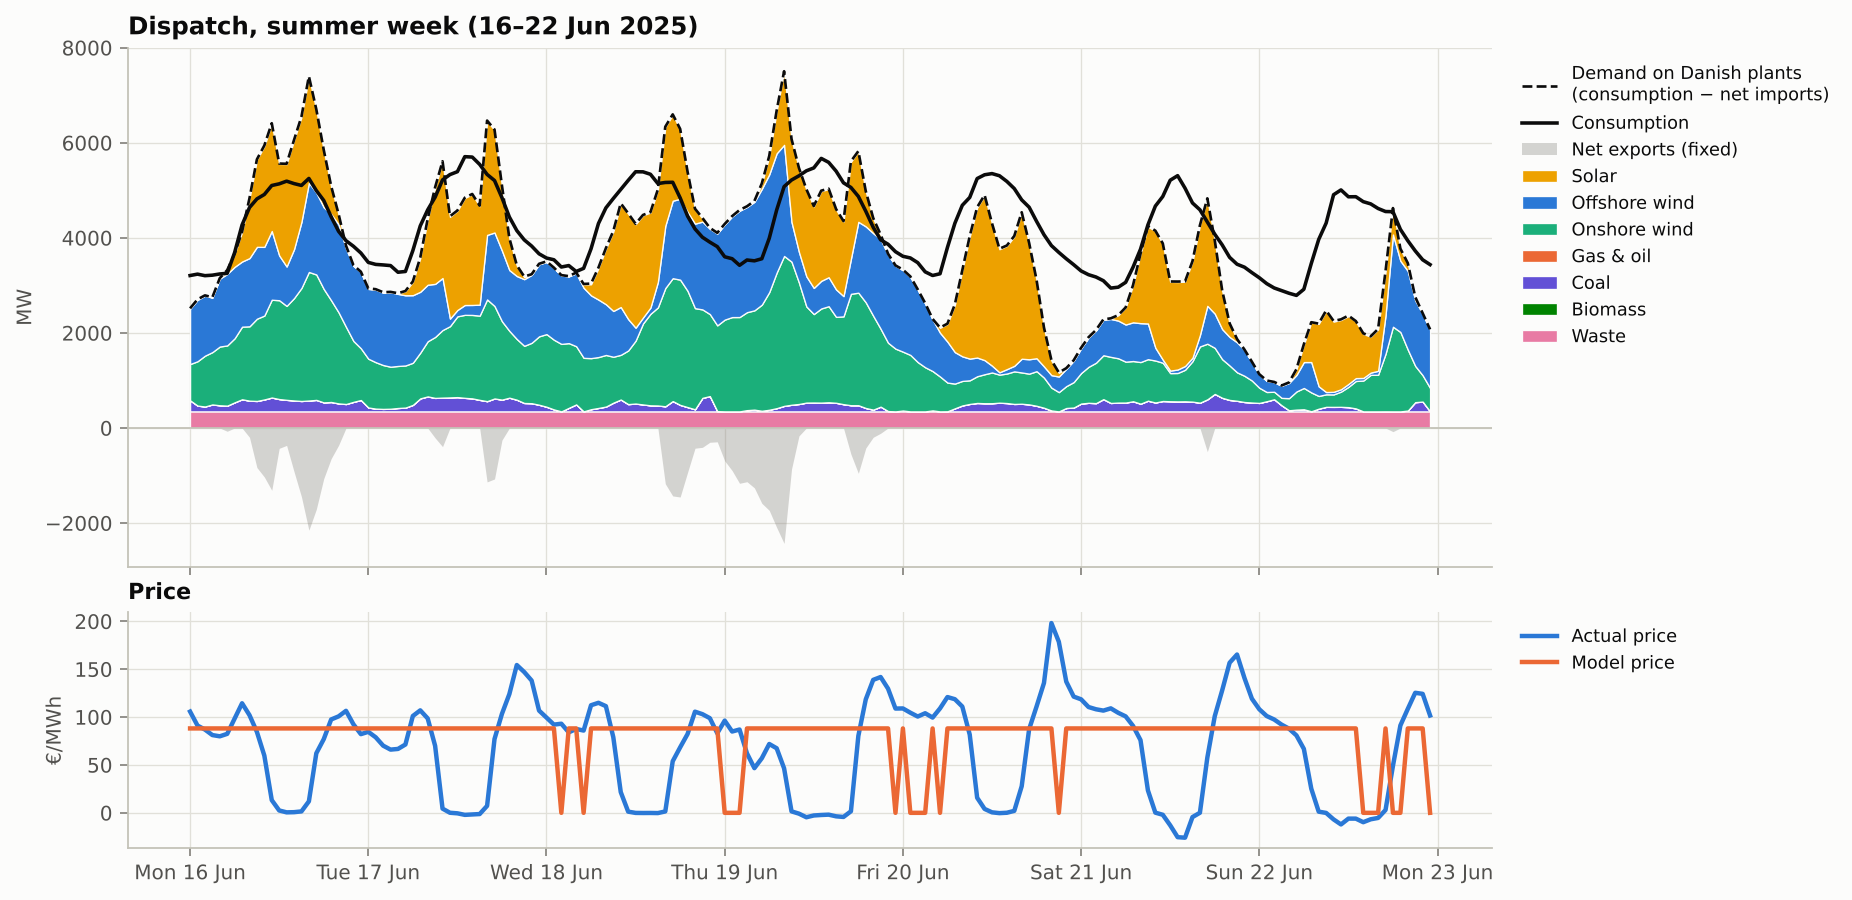 Dispatch, summer week (16–22 Jun 2025)
8000
6000
4000
2000
0
−2000
MW
Demand on Danish plants
(consumption − net imports)
Consumption
Net exports (fixed)
Solar
Offshore wind
Onshore wind
Gas & oil
Coal
Biomass
Waste
Price
200
150
100
50
0
€/MWh
Actual price
Model price
Mon 16 Jun
Tue 17 Jun
Wed 18 Jun
Thu 19 Jun
Fri 20 Jun
Sat 21 Jun
Sun 22 Jun
Mon 23 Jun